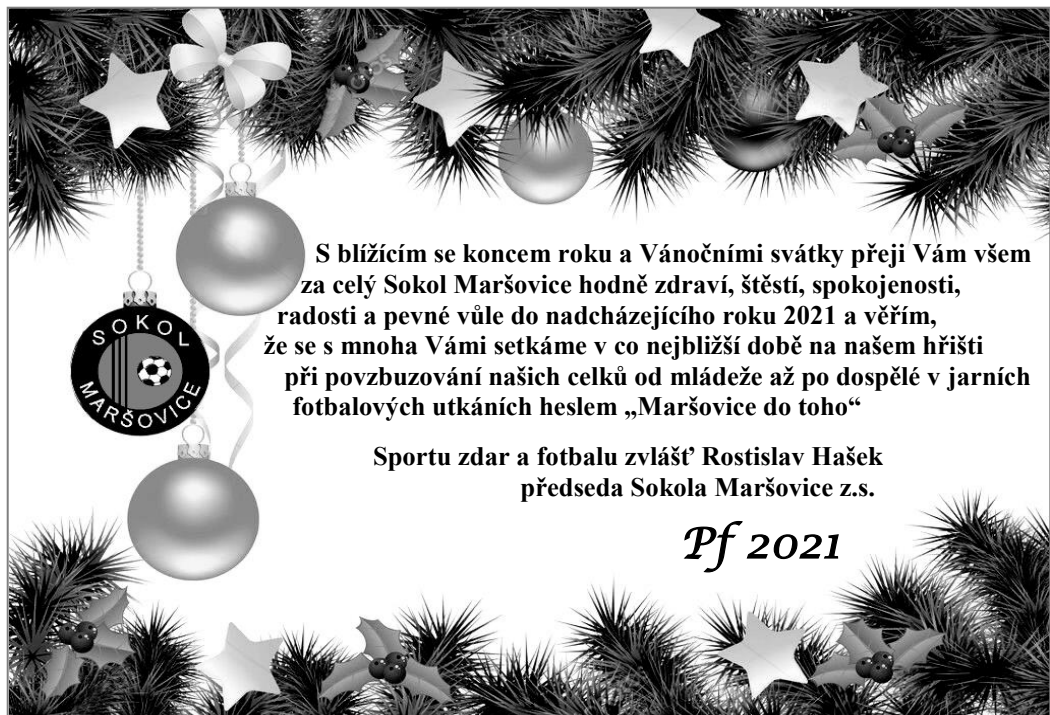 S blížícím se koncem roku a Vánočními svátky přeji Vám všem
za celý Sokol Maršovice hodně zdraví, štěstí, spokojenosti,
radosti a pevné vůle do nadcházejícího roku 2021 a věřím,
že se s mnoha Vámi setkáme v co nejbližší době na našem hřišti
při povzbuzování našich celků od mládeže až po dospělé v jarních
fotbalových utkáních heslem „Maršovice do toho“
SOKOL
MARŠOVICE
Sportu zdar a fotbalu zvlášť Rostislav Hašek
předseda Sokola Maršovice z.s.
Pf 2021